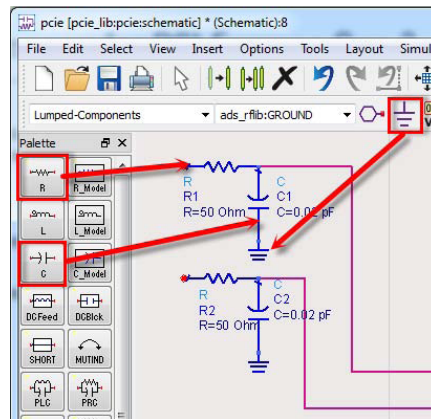 pcie [pcie_lib:pcie:schematic] * (Schematic):8
File Edit Select View Insert Options Tools Layout Simul
Lumped-Components ads_rflib:GROUND
Palette
R R_Model
L L_Model
C C_Model
DCFeed DCBlck
SHORT MUTIND
PLC PRC
R
R1
R=50 Ohm
C
C1
C=0.02 pF
R
R2
R=50 Ohm
C
C2
C=0.02 pF